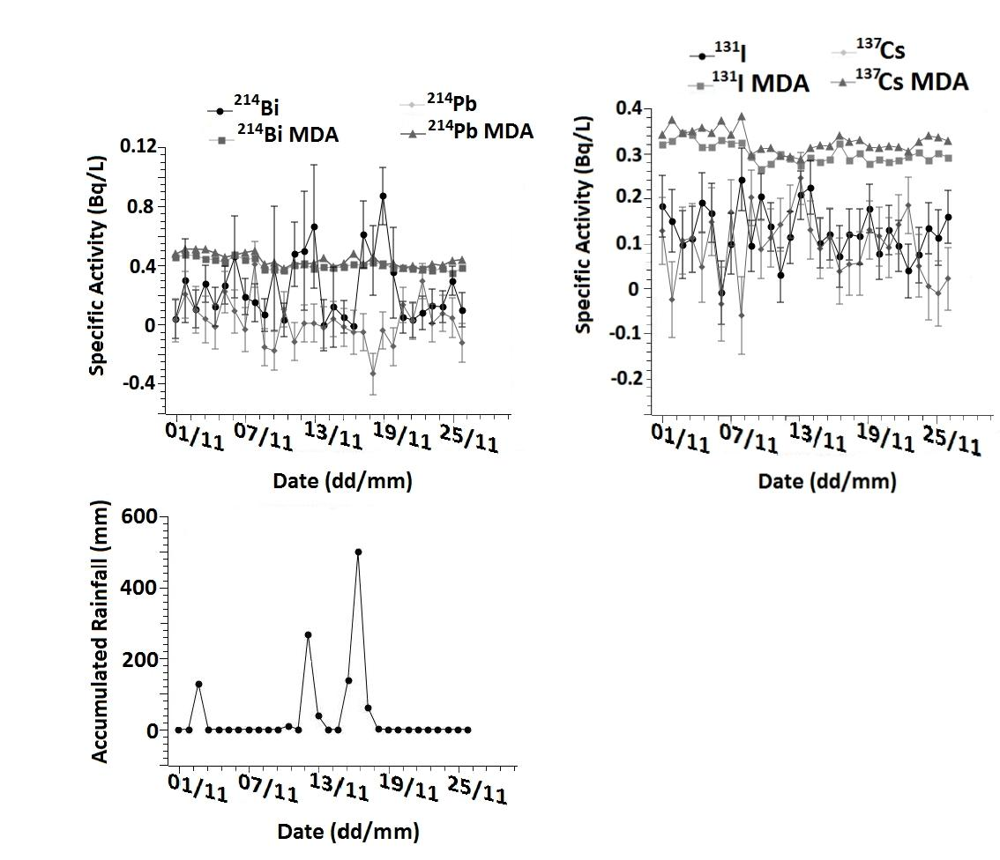 ²¹⁴Bi ²¹⁴Pb
²¹⁴Bi MDA ²¹⁴Pb MDA
Specific Activity (Bq/L)
0.12
0.8
0.4
0
-0.4
01/11 07/11 13/11 19/11 25/11
Date (dd/mm)
¹³¹I ¹³⁷Cs
¹³¹I MDA ¹³⁷Cs MDA
Specific Activity (Bq/L)
0.4
0.3
0.2
0.1
0
-0.1
-0.2
01/11 07/11 13/11 19/11 25/11
Date (dd/mm)
Accumulated Rainfall (mm)
600
400
200
0
01/11 07/11 13/11 19/11 25/11
Date (dd/mm)